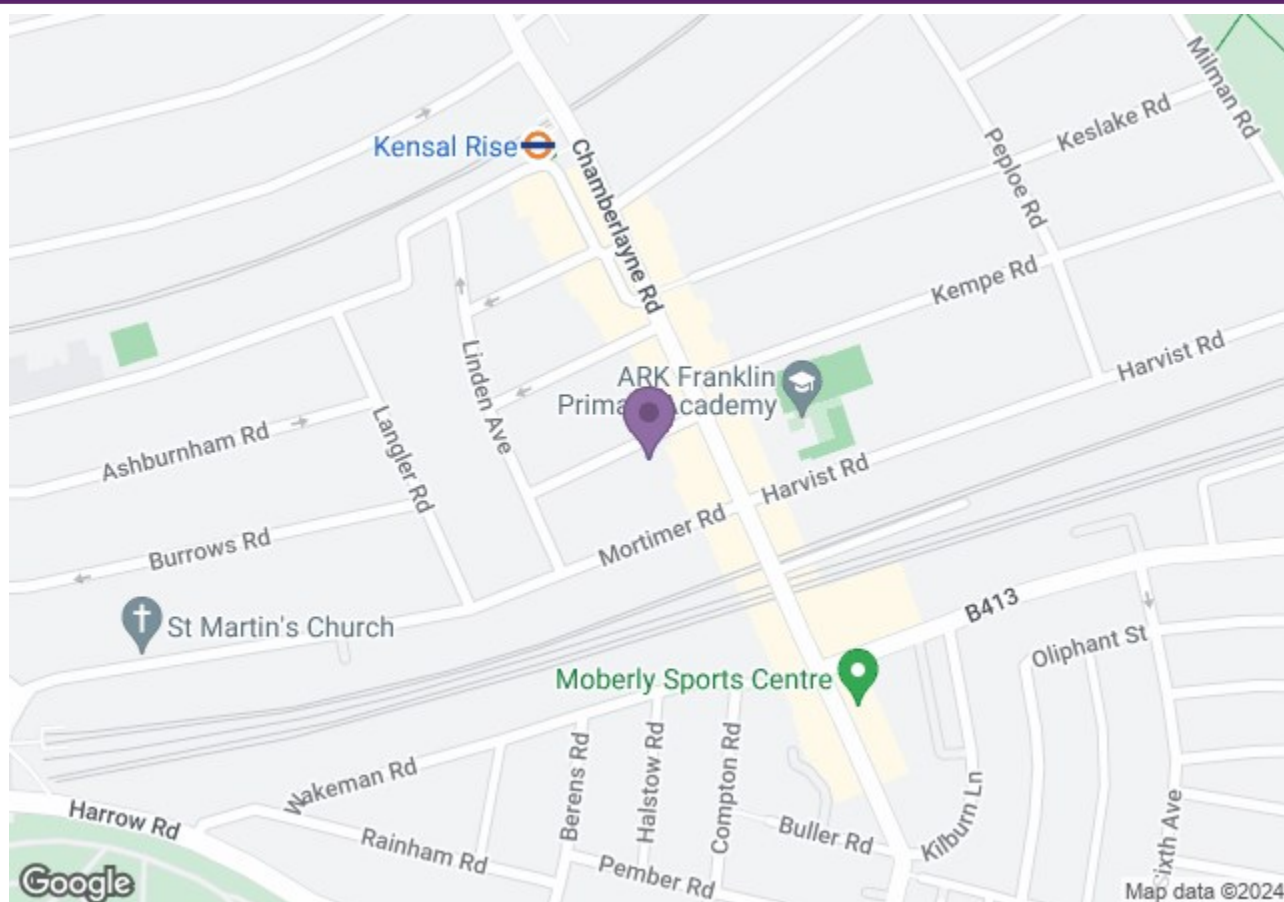 Milman Rd
Keslake Rd
Peploe Rd
Kensal Rise
Chamberlayne Rd
Kempe Rd
Harvist Rd
ARK Franklin
Primary Academy
Linden Ave
Langler Rd
Ashburnham Rd
Harvist Rd
Mortimer Rd
Burrows Rd
St Martin's Church
B413
Oliphant St
Moberly Sports Centre
Wakeman Rd
Berens Rd
Halstow Rd
Compton Rd
Harrow Rd
Rainham Rd
Buller Rd
Kilburn Ln
Sixth Ave
Pember Rd
Google
Map data ©2024